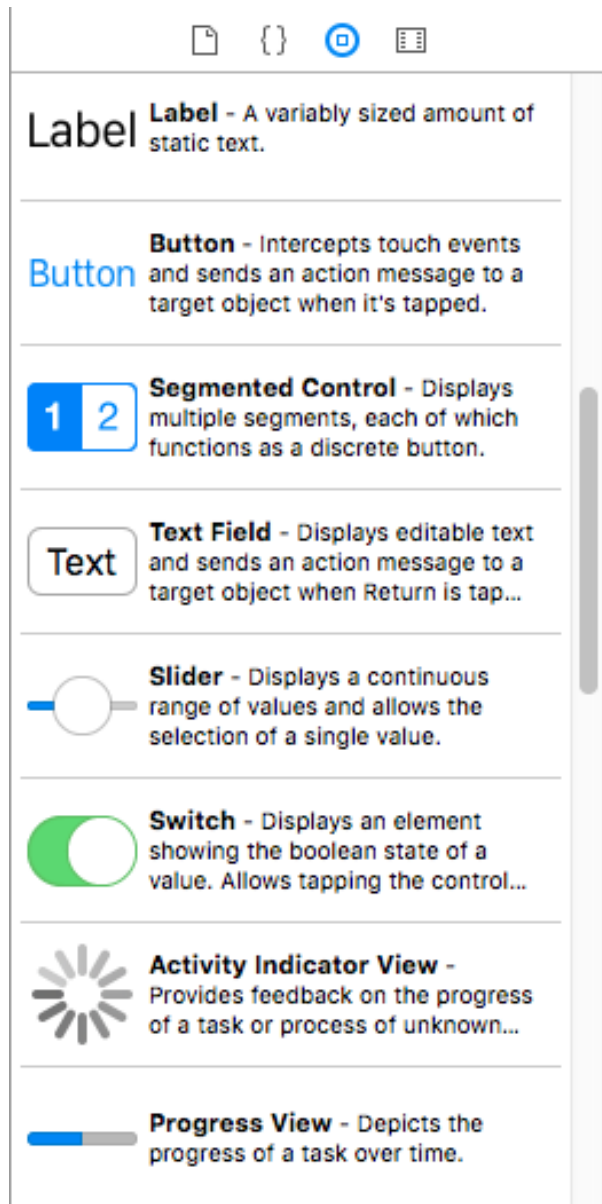 {}
Label
Label - A variably sized amount of
static text.
Button
Button - Intercepts touch events
and sends an action message to a
target object when it's tapped.
1 2
Segmented Control - Displays
multiple segments, each of which
functions as a discrete button.
Text
Text Field - Displays editable text
and sends an action message to a
target object when Return is tap...
Slider - Displays a continuous
range of values and allows the
selection of a single value.
Switch - Displays an element
showing the boolean state of a
value. Allows tapping the control...
Activity Indicator View -
Provides feedback on the progress
of a task or process of unknown...
Progress View - Depicts the
progress of a task over time.